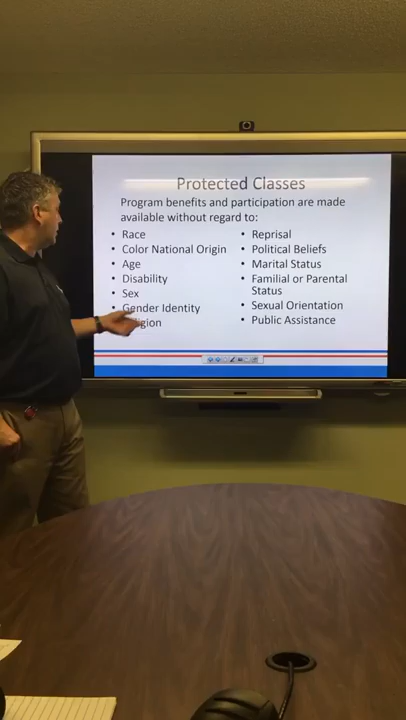 Protected Classes
Program benefits and participation are made
available without regard to:
• Race
• Color National Origin
• Age
• Disability
• Sex
• Gender Identity
• Reprisal
• Political Beliefs
• Marital Status
• Familial or Parental
Status
• Sexual Orientation
• Public Assistance